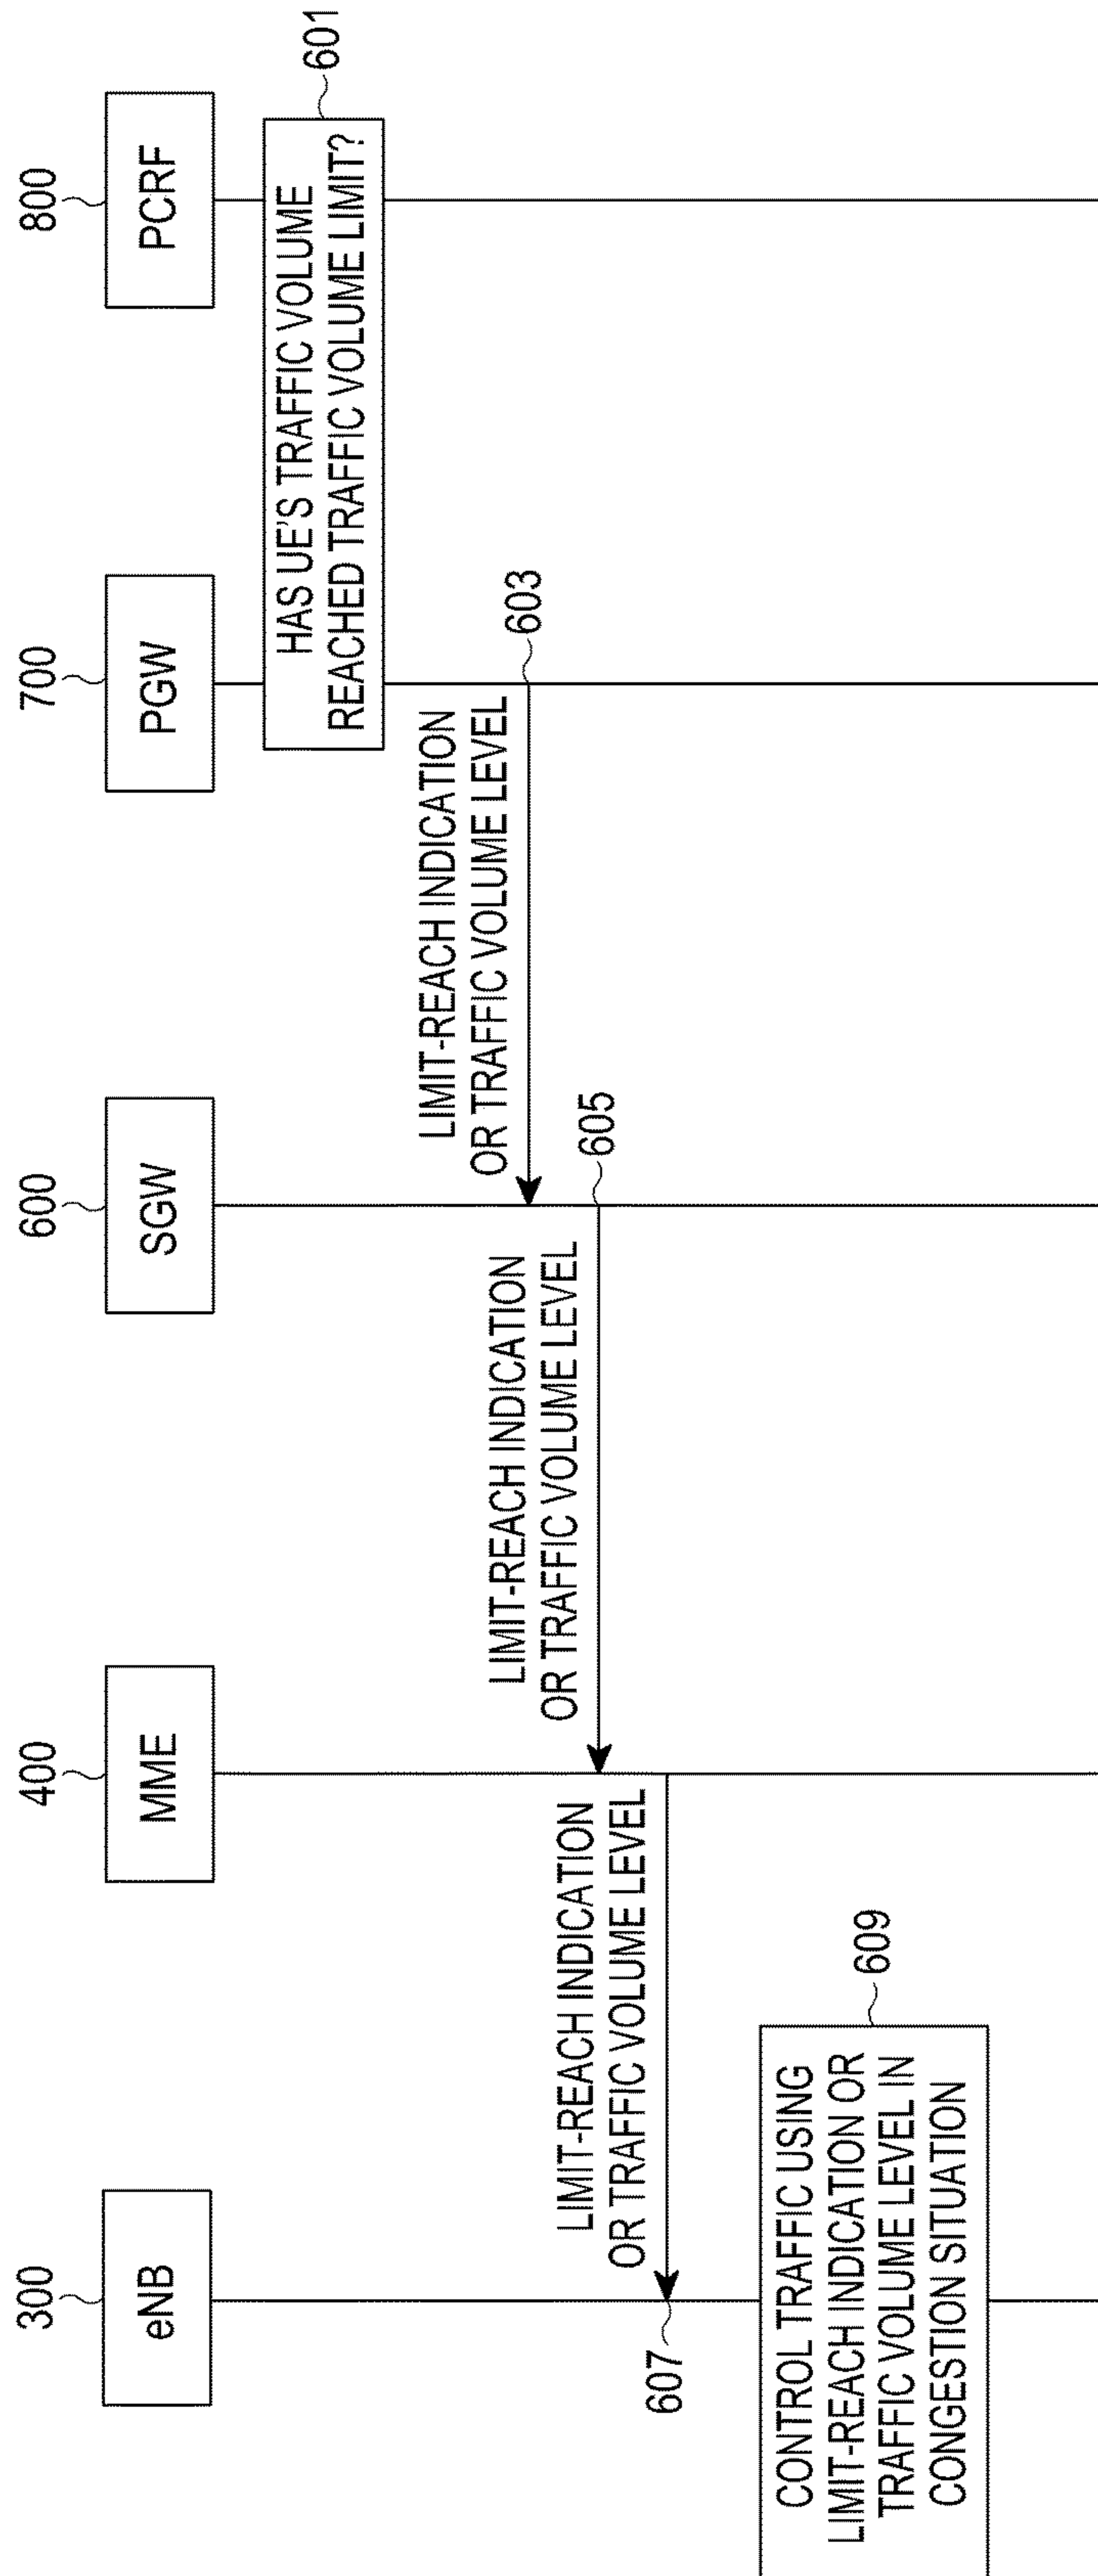 300
eNB
400
MME
600
SGW
700
PGW
800
PCRF
HAS UE'S TRAFFIC VOLUME
REACHED TRAFFIC VOLUME LIMIT?
601
LIMIT-REACH INDICATION
OR TRAFFIC VOLUME LEVEL
603
LIMIT-REACH INDICATION
OR TRAFFIC VOLUME LEVEL
605
LIMIT-REACH INDICATION
OR TRAFFIC VOLUME LEVEL
607
CONTROL TRAFFIC USING
LIMIT-REACH INDICATION OR
TRAFFIC VOLUME LEVEL IN
CONGESTION SITUATION
609